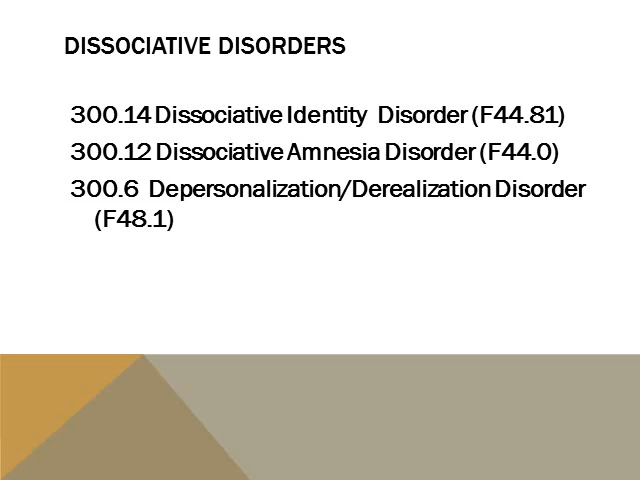 DISSOCIATIVE DISORDERS
300.14 Dissociative Identity Disorder (F44.81)
300.12 Dissociative Amnesia Disorder (F44.0)
300.6 Depersonalization/Derealization Disorder
(F48.1)